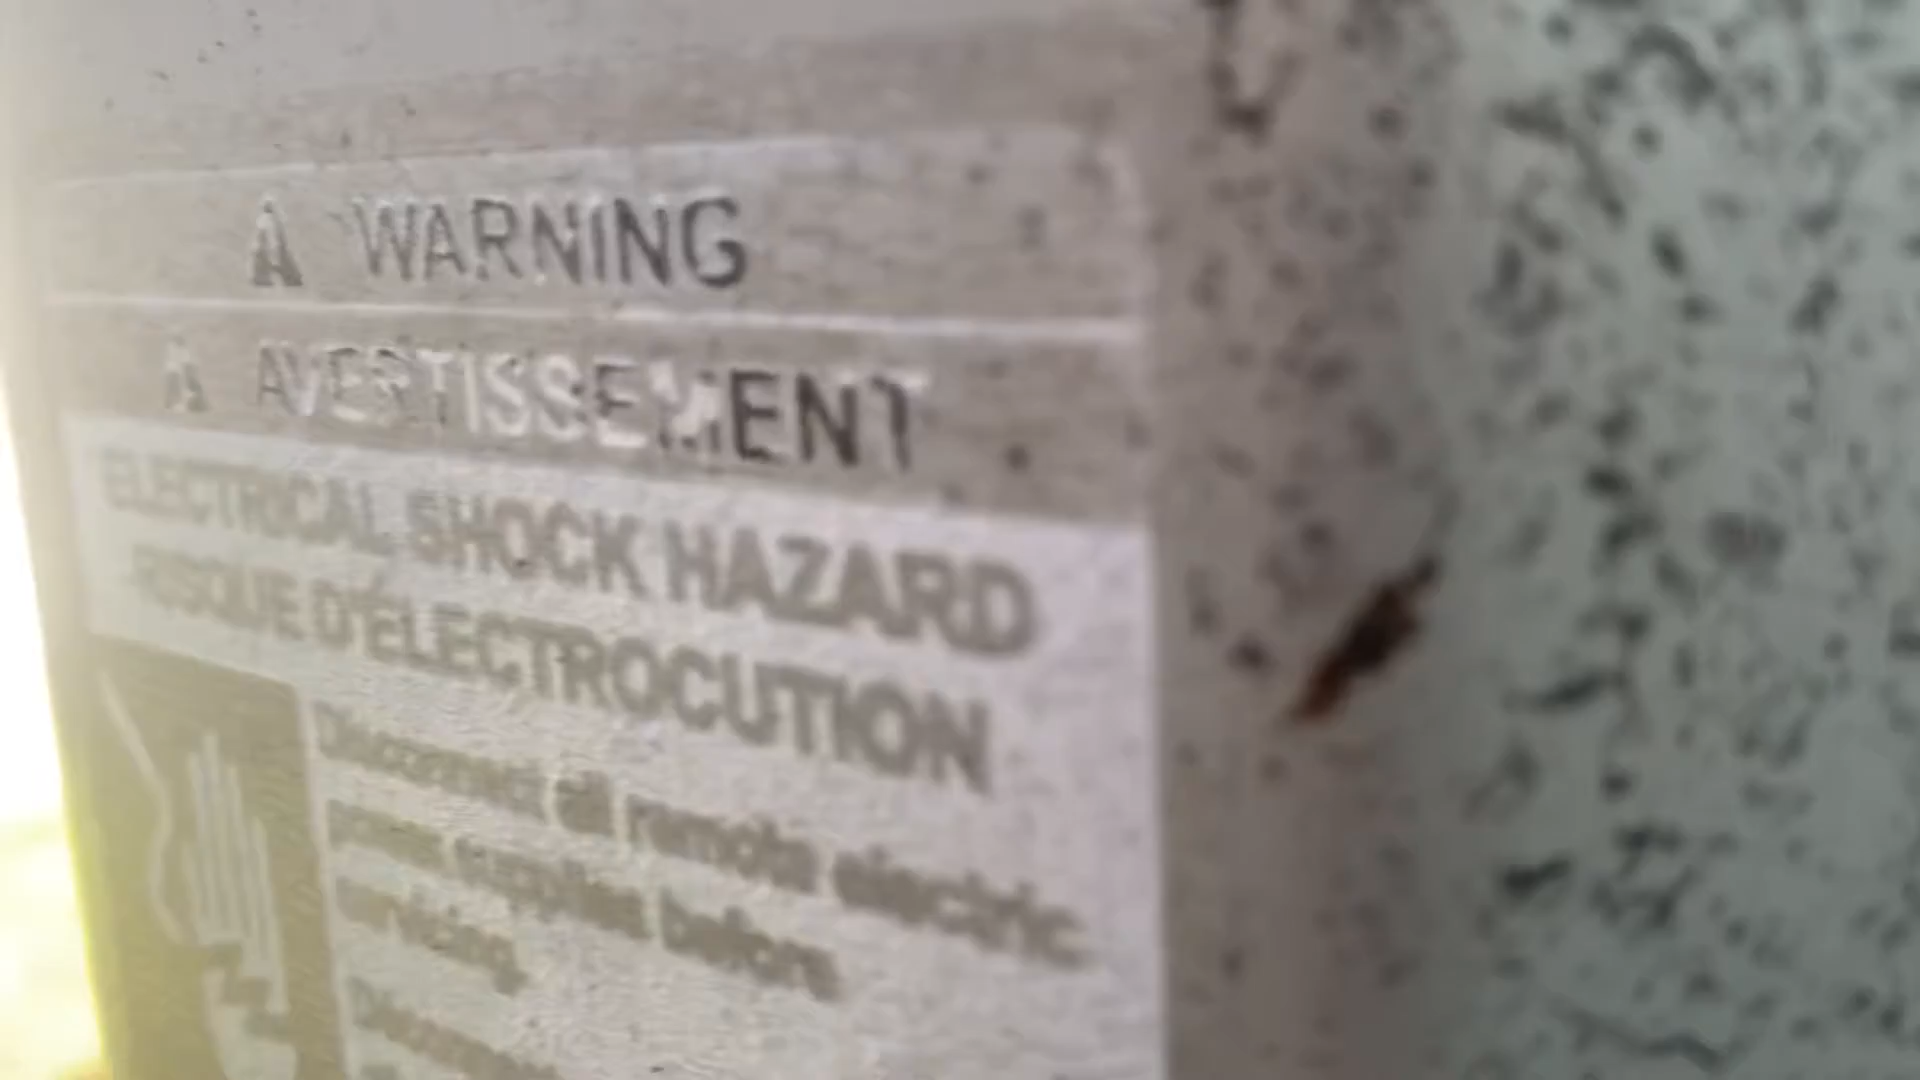 WARNING
AVERTISSEMENT
ELECTRICAL SHOCK HAZARD
RISQUE D'ÉLECTROCUTION
Disconnect all remote electric
power supplies before
servicing.